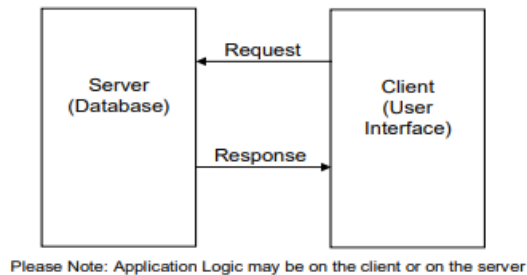 Request
Server
(Database)
Client
(User
Interface)
Response
Please Note: Application Logic may be on the client or on the server